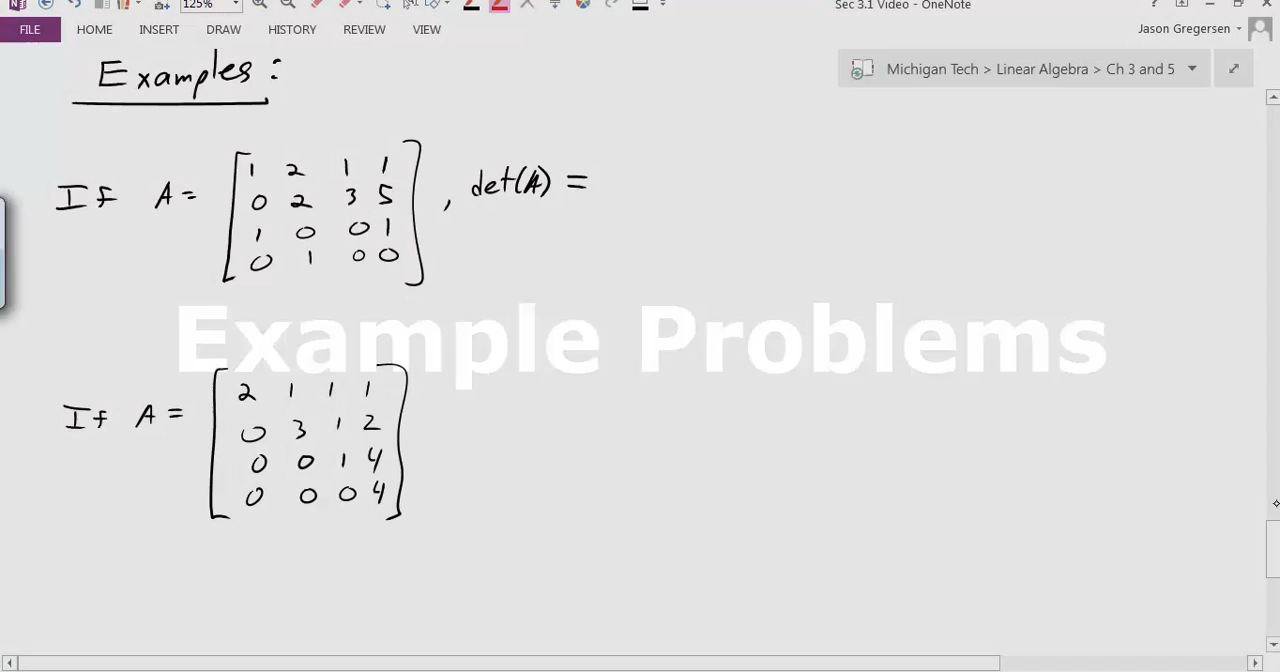 125%
Sec 3.1 Video - OneNote
FILE HOME INSERT DRAW HISTORY REVIEW VIEW
Jason Gregersen
Michigan Tech > Linear Algebra > Ch 3 and 5
Examples:
If A = [1 2 1 1
0 2 3 5
1 0 0 1
0 1 0 0], det(A) =
Example Problems
If A = [2 1 1 1
0 3 1 2
0 0 1 4
0 0 0 4]